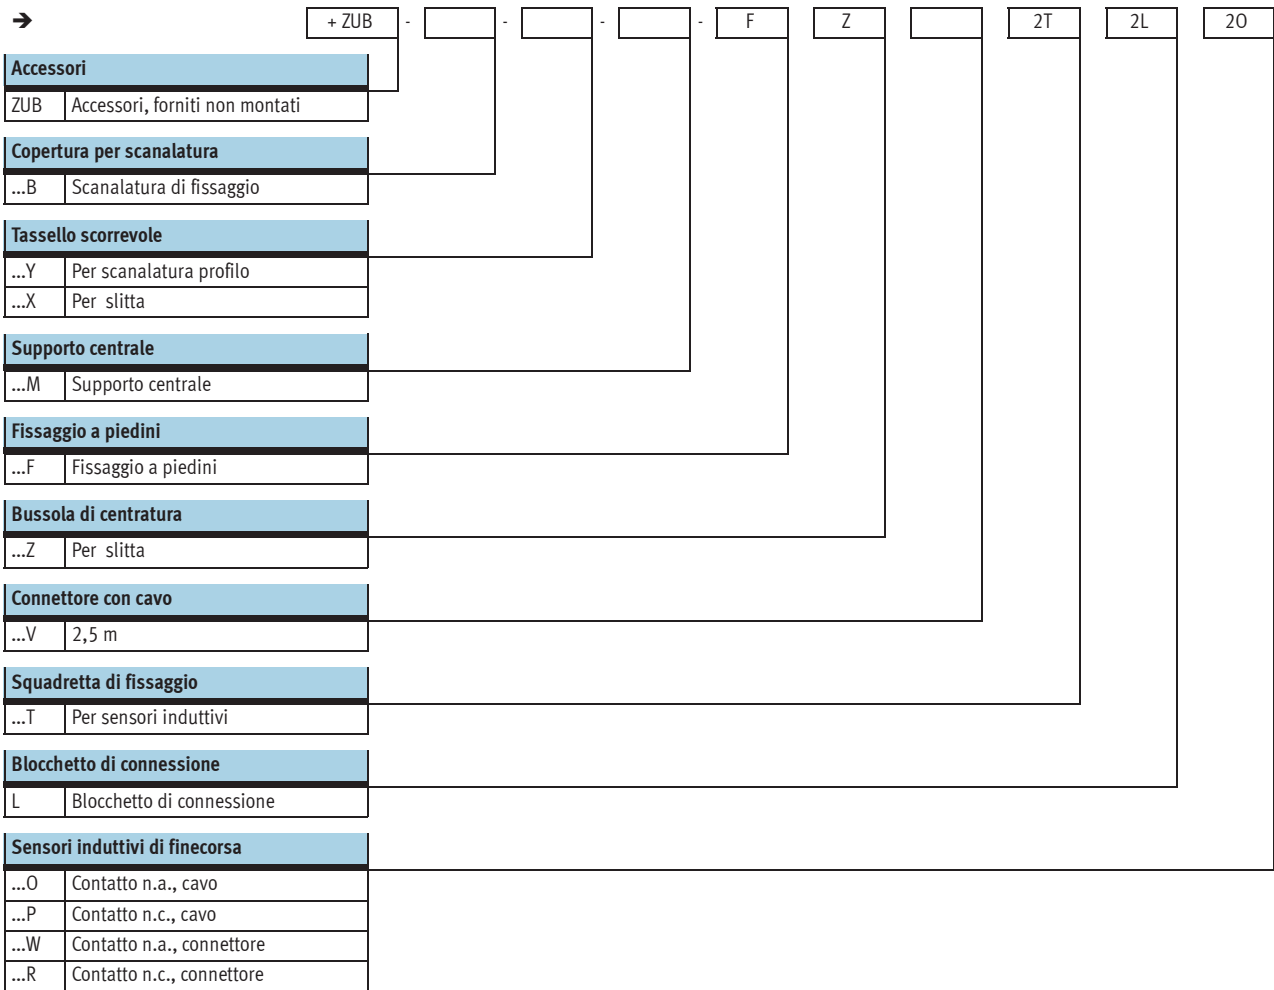 ➔ + ZUB - - - - F Z 2T 2L 2O
Accessori
ZUB Accessori, forniti non montati
Copertura per scanalatura
...B Scanalatura di fissaggio
Tassello scorrevole
...Y Per scanalatura profilo
...X Per slitta
Supporto centrale
...M Supporto centrale
Fissaggio a piedini
...F Fissaggio a piedini
Bussola di centratura
...Z Per slitta
Connettore con cavo
...V 2,5 m
Squadretta di fissaggio
...T Per sensori induttivi
Blocchetto di connessione
L Blocchetto di connessione
Sensori induttivi di finecorsa
...O Contatto n.a., cavo
...P Contatto n.c., cavo
...W Contatto n.a., connettore
...R Contatto n.c., connettore